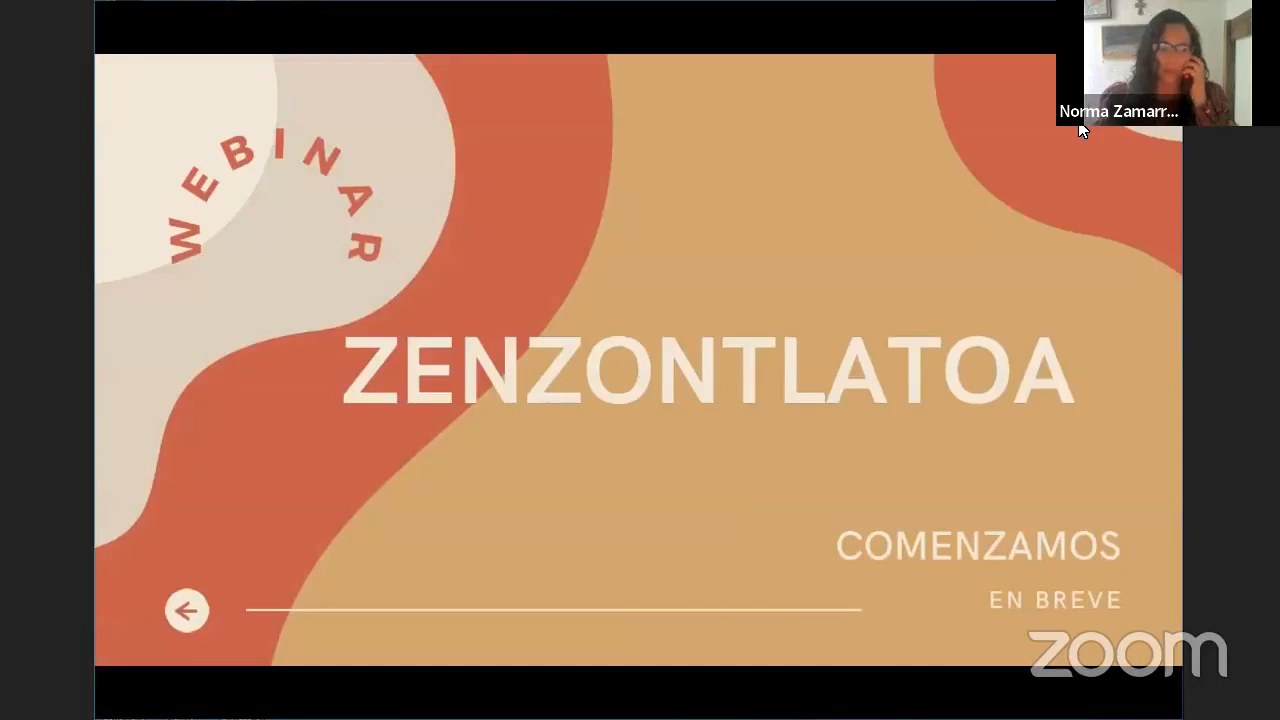 Norma Zamarr...
WEBINAR
ZENZONTLATOA
COMENZAMOS
EN BREVE
zoom